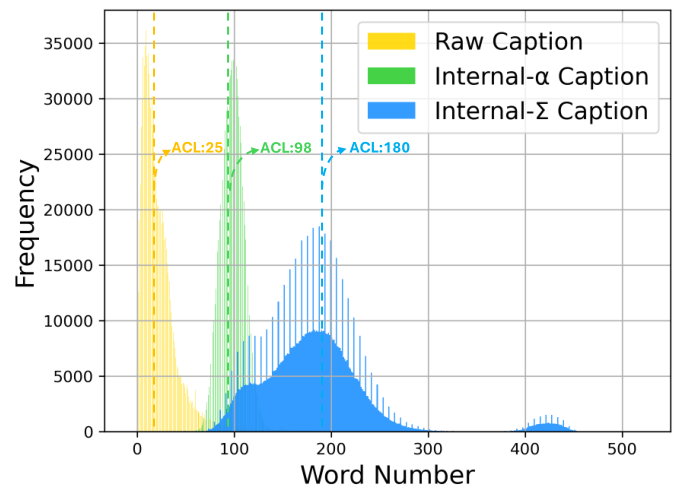 Raw Caption
Internal-α Caption
Internal-Σ Caption
ACL:25
ACL:98
ACL:180
Frequency
35000
30000
25000
20000
15000
10000
5000
0
0 100 200 300 400 500
Word Number